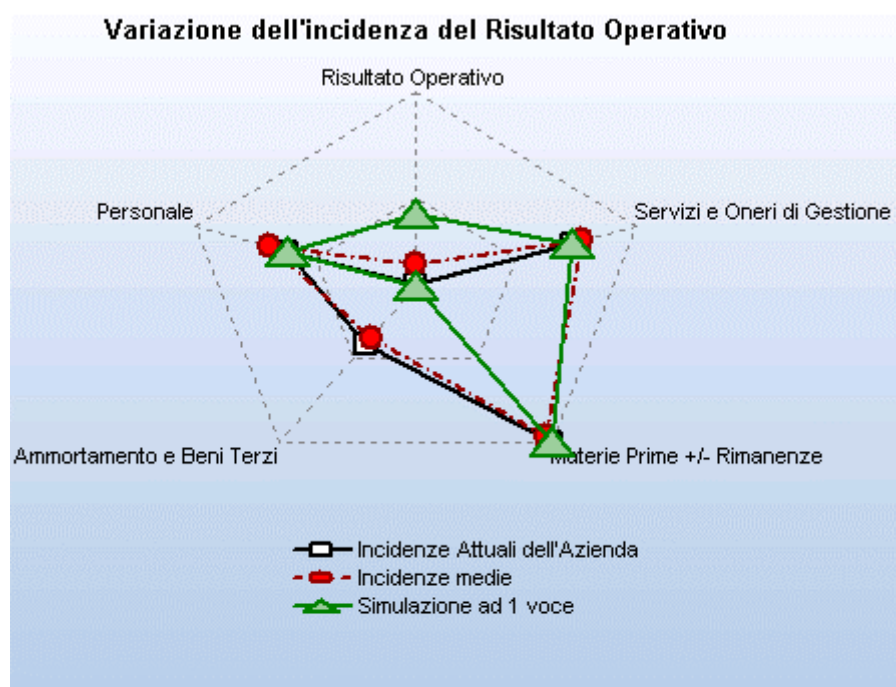 Variazione dell'incidenza del Risultato Operativo
Risultato Operativo
Personale
Servizi e Oneri di Gestione
Ammortamento e Beni Terzi
Materie Prime +/- Rimanenze
Incidenze Attuali dell'Azienda
Incidenze medie
Simulazione ad 1 voce